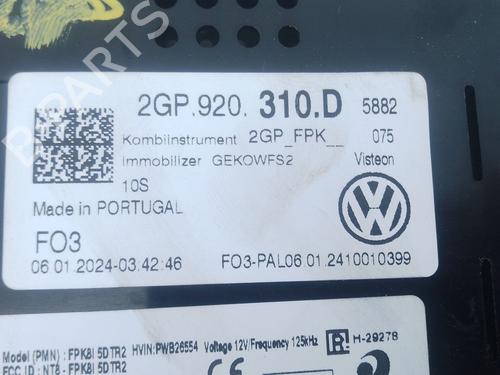 2GP.920. 310.D 5882
Kombiinstrument 2GP_FPK__ 075
Immobilizer GEKOWFS2 Visteon
10S
Made in PORTUGAL
FO3
06.01.2024-03:42:46 FO3-PAL06 01.2410010399
Model (PMN) : FPK8I 5DTR2 HVIN:PWB26554 Voltage 12V/Frequency 125kHz R H-29278
FCC ID : NT8-FPK8I5DTR2
B PARTS